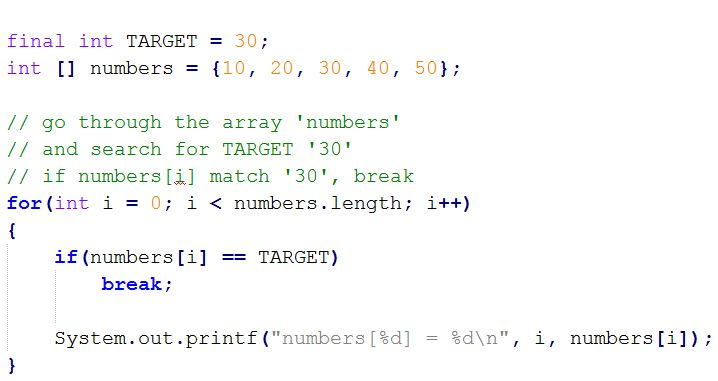 final int TARGET = 30;
int [] numbers = {10, 20, 30, 40, 50};
// go through the array 'numbers'
// and search for TARGET '30'
// if numbers[i] match '30', break
for(int i = 0; i < numbers.length; i++)
{
if(numbers[i] == TARGET)
break;
System.out.printf("numbers[%d] = %d\n", i, numbers[i]);
}